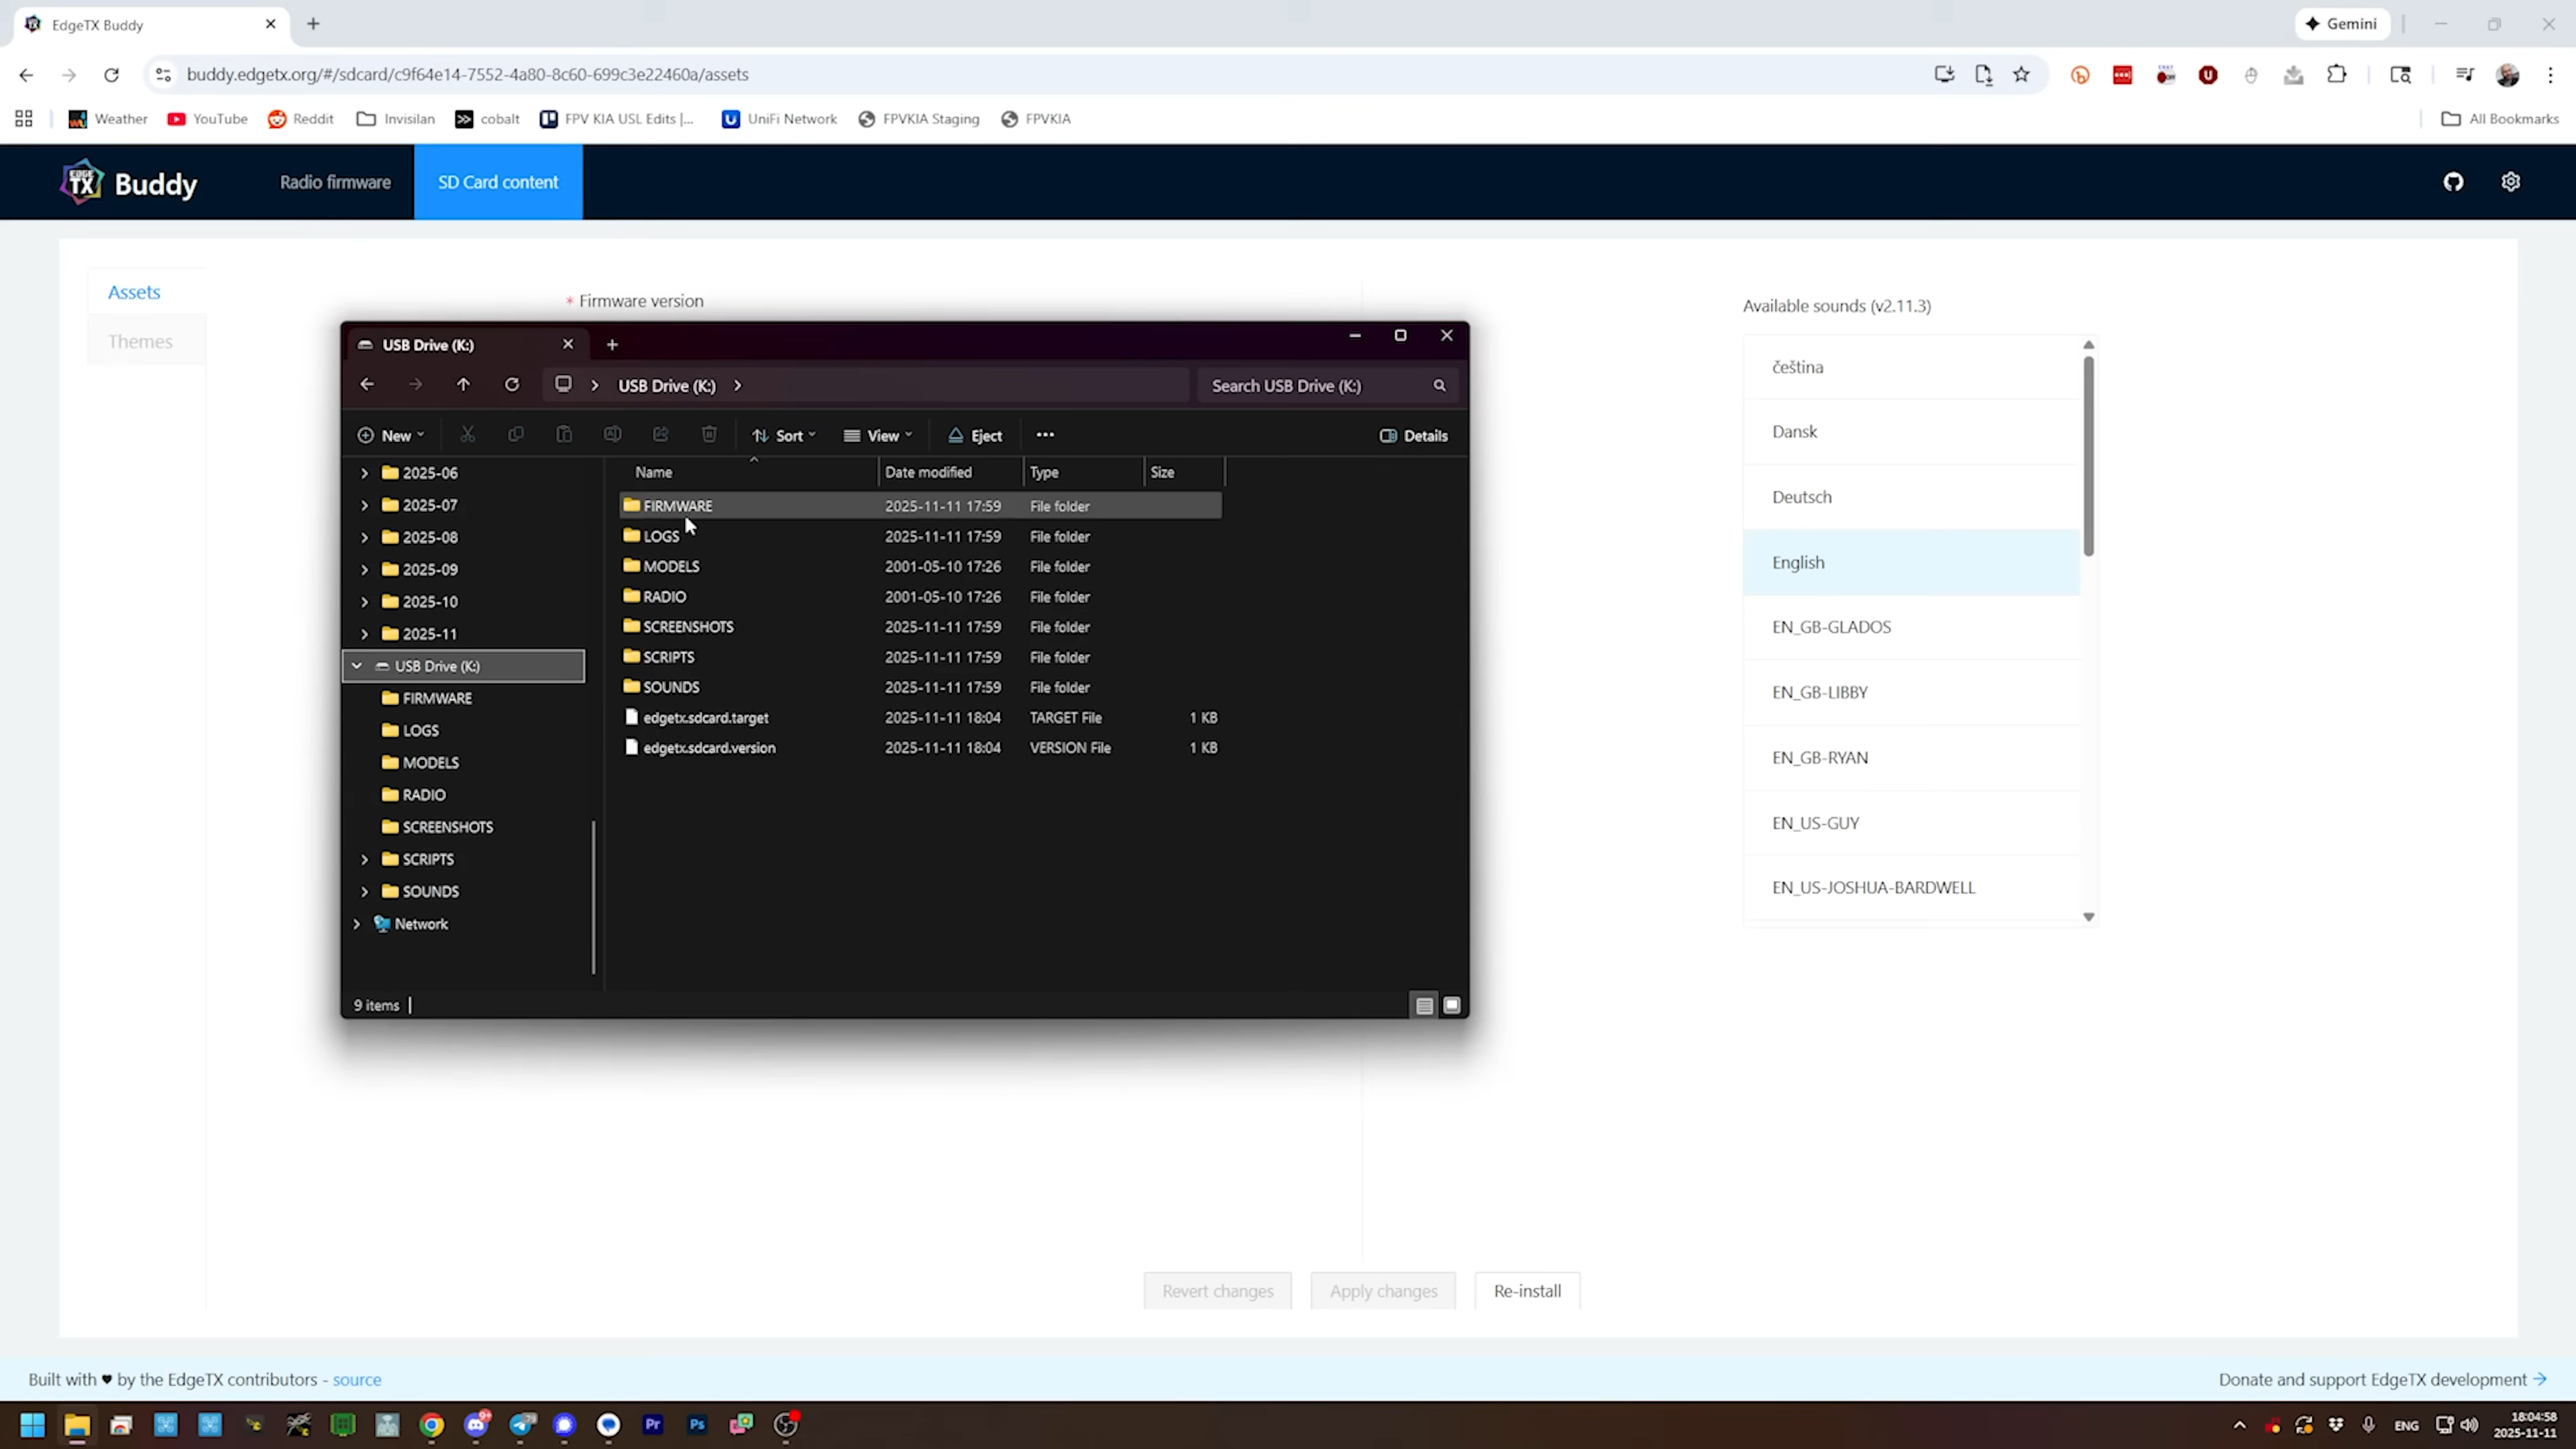 EdgeTX Buddy
Gemini
buddy.edgetx.org/#/sdcard/c9f64e14-7552-4a80-8c60-699c3e22460a/assets
Weather
YouTube
Reddit
Invisilan
cobalt
FPV KIA USL Edits |...
UniFi Network
FPVKIA Staging
FPVKIA
All Bookmarks
EDGE TX Buddy
Radio firmware
SD Card content
Assets
Themes
* Firmware version
Available sounds (v2.11.3)
čeština
Dansk
Deutsch
English
EN_GB-GLADOS
EN_GB-LIBBY
EN_GB-RYAN
EN_US-GUY
EN_US-JOSHUA-BARDWELL
USB Drive (K:)
USB Drive (K:)
Search USB Drive (K:)
New
Sort
View
Eject
Details
2025-06
2025-07
2025-08
2025-09
2025-10
2025-11
USB Drive (K:)
FIRMWARE
LOGS
MODELS
RADIO
SCREENSHOTS
SCRIPTS
SOUNDS
Network
Name Date modified Type Size
FIRMWARE 2025-11-11 17:59 File folder
LOGS 2025-11-11 17:59 File folder
MODELS 2001-05-10 17:26 File folder
RADIO 2001-05-10 17:26 File folder
SCREENSHOTS 2025-11-11 17:59 File folder
SCRIPTS 2025-11-11 17:59 File folder
SOUNDS 2025-11-11 17:59 File folder
edgetx.sdcard.target 2025-11-11 18:04 TARGET File 1 KB
edgetx.sdcard.version 2025-11-11 18:04 VERSION File 1 KB
9 items
Revert changes
Apply changes
Re-install
Built with ♥ by the EdgeTX contributors - source
Donate and support EdgeTX development →
Pr
Ps
ENG
18:04:58
2025-11-11